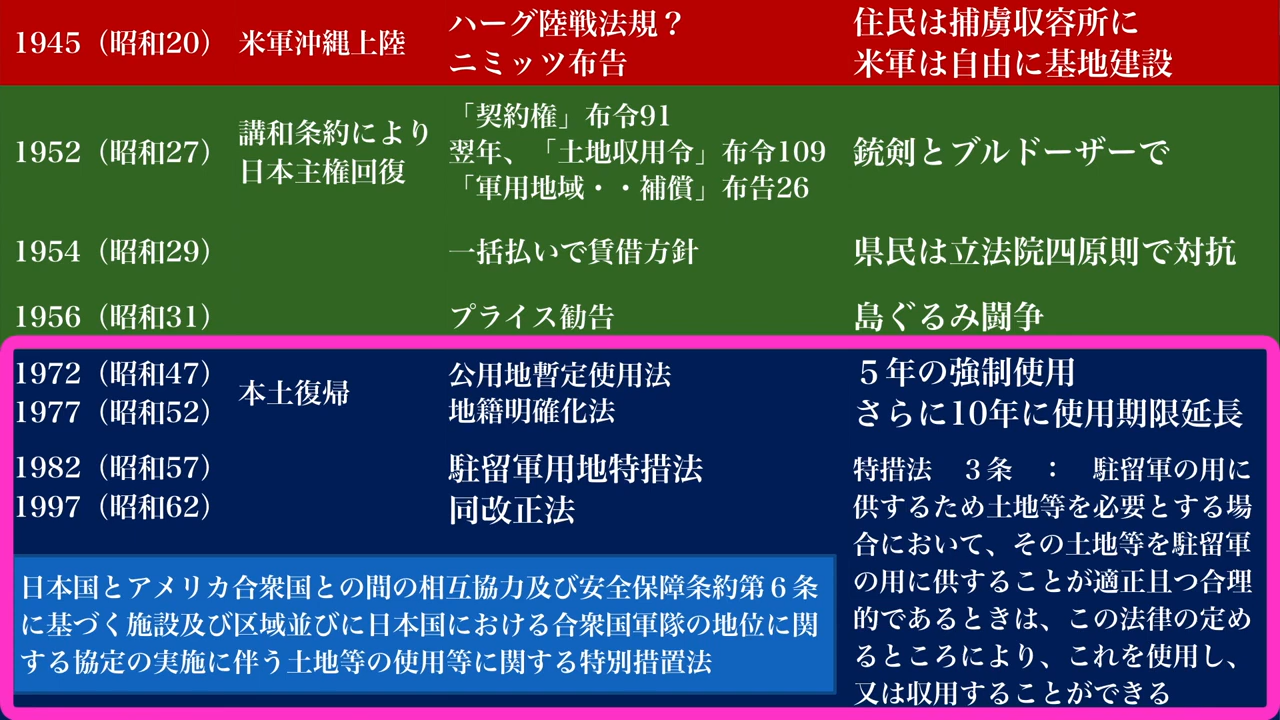 1945（昭和20） 米軍沖縄上陸 ハーグ陸戦法規？ 住民は捕虜収容所に
ニミッツ布告 米軍は自由に基地建設
1952（昭和27） 講和条約により 「契約権」布令91 銃剣とブルドーザーで
日本主権回復 翌年、「土地収用令」布令109
「軍用地域・・補償」布告26
1954（昭和29） 一括払いで賃借方針 県民は立法院四原則で対抗
1956（昭和31） プライス勧告 島ぐるみ闘争
1972（昭和47） 本土復帰 公用地暫定使用法 ５年の強制使用
1977（昭和52） 地籍明確化法 さらに10年に使用期限延長
1982（昭和57） 駐留軍用地特措法
1997（昭和62） 同改正法
特措法　３条　：　駐留軍の用に
供するため土地等を必要とする場
合において、その土地等を駐留軍
の用に供することが適正且つ合理
的であるときは、この法律の定め
るところにより、これを使用し、
又は収用することができる
日本国とアメリカ合衆国との間の相互協力及び安全保障条約第６条
に基づく施設及び区域並びに日本国における合衆国軍隊の地位に関
する協定の実施に伴う土地等の使用等に関する特別措置法